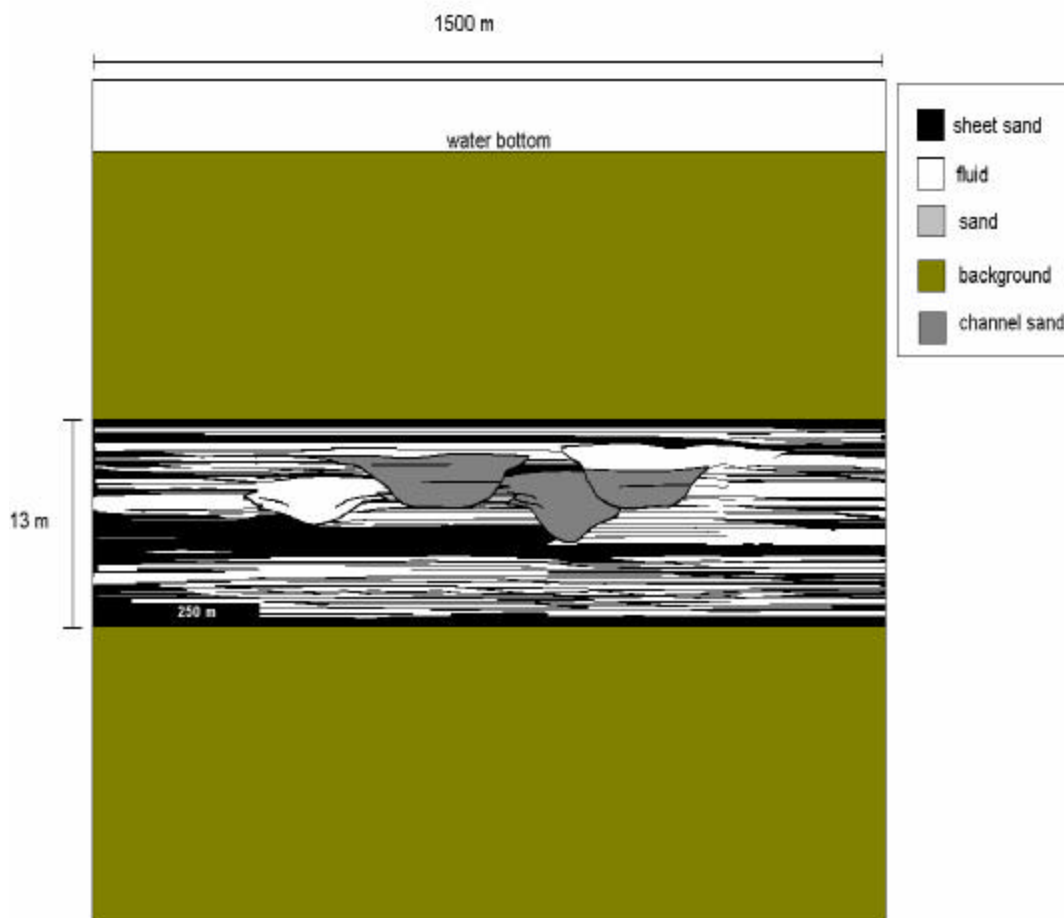 1500 m
water bottom
sheet sand
fluid
sand
background
channel sand
13 m
250 m